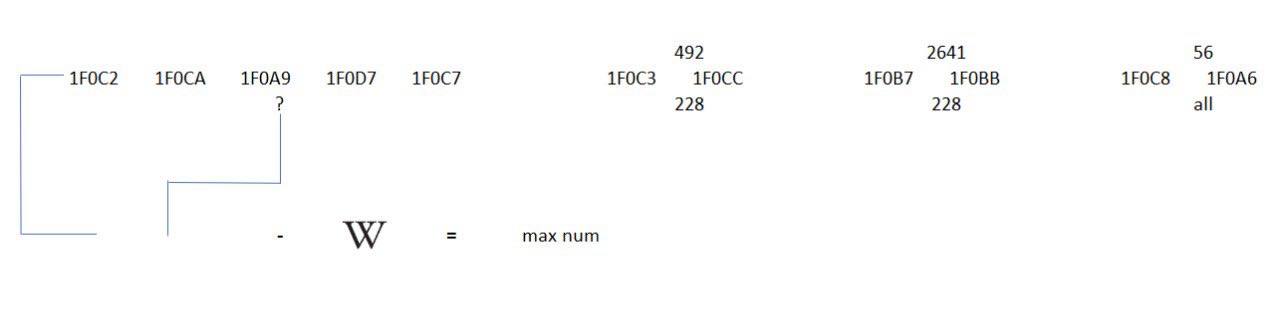 492 2641 56
1F0C2 1F0CA 1F0A9 1F0D7 1F0C7 1F0C3 1F0CC 1F0B7 1F0BB 1F0C8 1F0A6
? 228 228 all
- W = max num